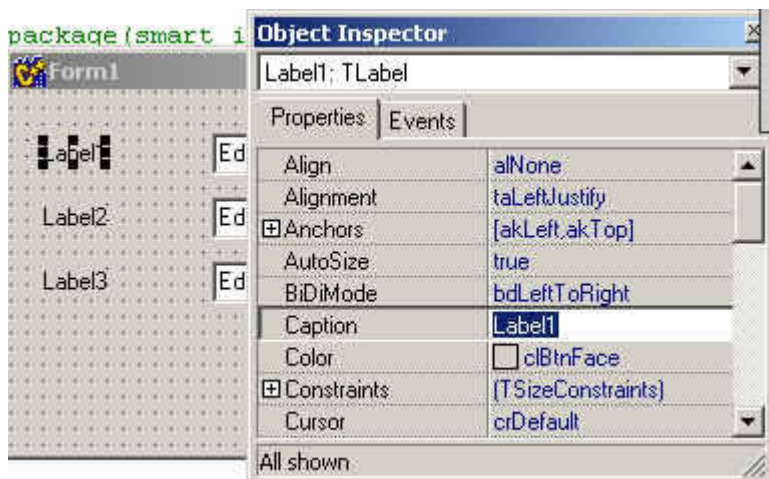 package(smart i
Form1
Label1
Ed
Label2
Ed
Label3
Ed
Object Inspector
Label1: TLabel
Properties
Events
Align alNone
Alignment taLeftJustify
Anchors [akLeft,akTop]
AutoSize true
BiDiMode bdLeftToRight
Caption Label1
Color clBtnFace
Constraints (TSizeConstraints)
Cursor crDefault
All shown